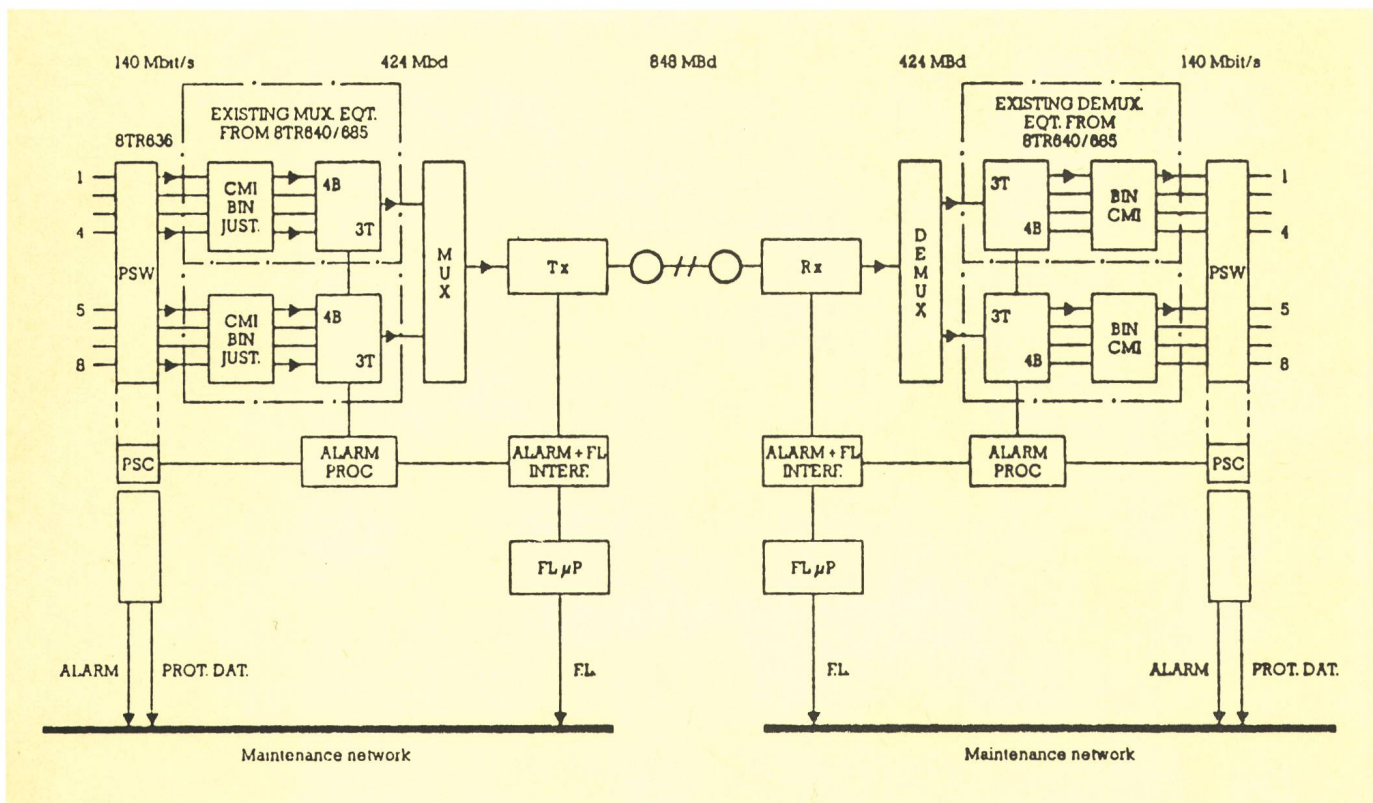 140 Mbit/s 424 Mbd 848 MBd 424 MBd 140 Mbit/s
EXISTING MUX. EQT.
FROM 8TR640/685
EXISTING DEMUX.
EQT. FROM
8TR640/685
8TR636
1
4
5
8
PSW
CMI
BIN
JUST.
4B
3T
CMI
BIN
JUST.
4B
3T
MUX
Tx
Rx
DEMUX
3T
4B
BIN
CMI
3T
4B
BIN
CMI
PSW
1
4
5
8
PSC
ALARM
PROC
ALARM + FL
INTERF.
ALARM + FL
INTERF.
ALARM
PROC
PSC
FL µP
FL µP
ALARM
PROT. DAT.
F.L
F.L
ALARM
PROT. DAT.
Maintenance network
Maintenance network